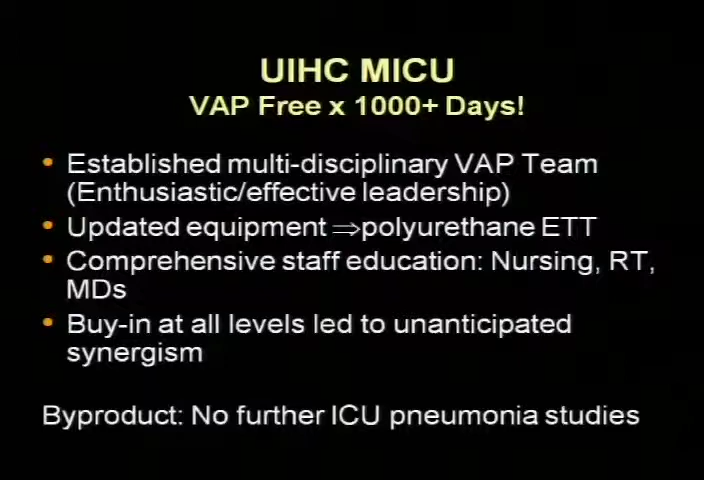 UIHC MICU
VAP Free x 1000+ Days!
• Established multi-disciplinary VAP Team
(Enthusiastic/effective leadership)
• Updated equipment ⇒polyurethane ETT
• Comprehensive staff education: Nursing, RT,
MDs
• Buy-in at all levels led to unanticipated
synergism
Byproduct: No further ICU pneumonia studies